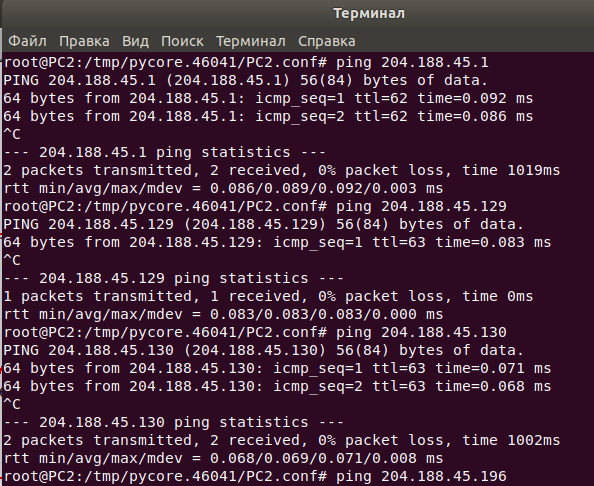 Терминал
Файл Правка Вид Поиск Терминал Справка
root@PC2:/tmp/pycore.46041/PC2.conf# ping 204.188.45.1
PING 204.188.45.1 (204.188.45.1) 56(84) bytes of data.
64 bytes from 204.188.45.1: icmp_seq=1 ttl=62 time=0.092 ms
64 bytes from 204.188.45.1: icmp_seq=2 ttl=62 time=0.086 ms
^C
--- 204.188.45.1 ping statistics ---
2 packets transmitted, 2 received, 0% packet loss, time 1019ms
rtt min/avg/max/mdev = 0.086/0.089/0.092/0.003 ms
root@PC2:/tmp/pycore.46041/PC2.conf# ping 204.188.45.129
PING 204.188.45.129 (204.188.45.129) 56(84) bytes of data.
64 bytes from 204.188.45.129: icmp_seq=1 ttl=63 time=0.083 ms
^C
--- 204.188.45.129 ping statistics ---
1 packets transmitted, 1 received, 0% packet loss, time 0ms
rtt min/avg/max/mdev = 0.083/0.083/0.083/0.000 ms
root@PC2:/tmp/pycore.46041/PC2.conf# ping 204.188.45.130
PING 204.188.45.130 (204.188.45.130) 56(84) bytes of data.
64 bytes from 204.188.45.130: icmp_seq=1 ttl=63 time=0.071 ms
64 bytes from 204.188.45.130: icmp_seq=2 ttl=63 time=0.068 ms
^C
--- 204.188.45.130 ping statistics ---
2 packets transmitted, 2 received, 0% packet loss, time 1002ms
rtt min/avg/max/mdev = 0.068/0.069/0.071/0.008 ms
root@PC2:/tmp/pycore.46041/PC2.conf# ping 204.188.45.196